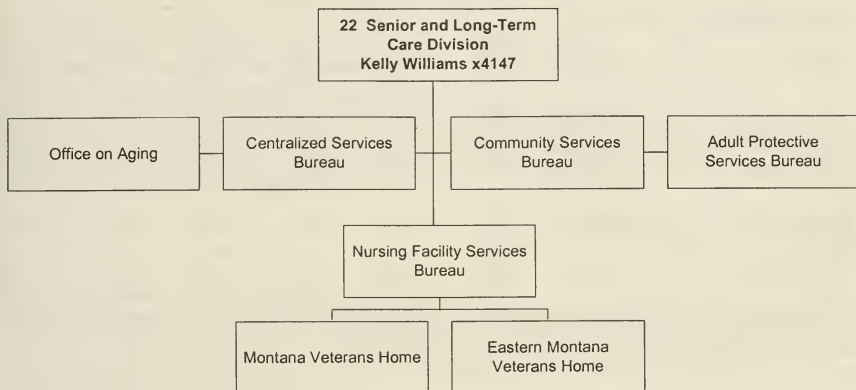 22 Senior and Long-Term
Care Division
Kelly Williams x4147
Office on Aging
Centralized Services
Bureau
Community Services
Bureau
Adult Protective
Services Bureau
Nursing Facility Services
Bureau
Montana Veterans Home
Eastern Montana
Veterans Home